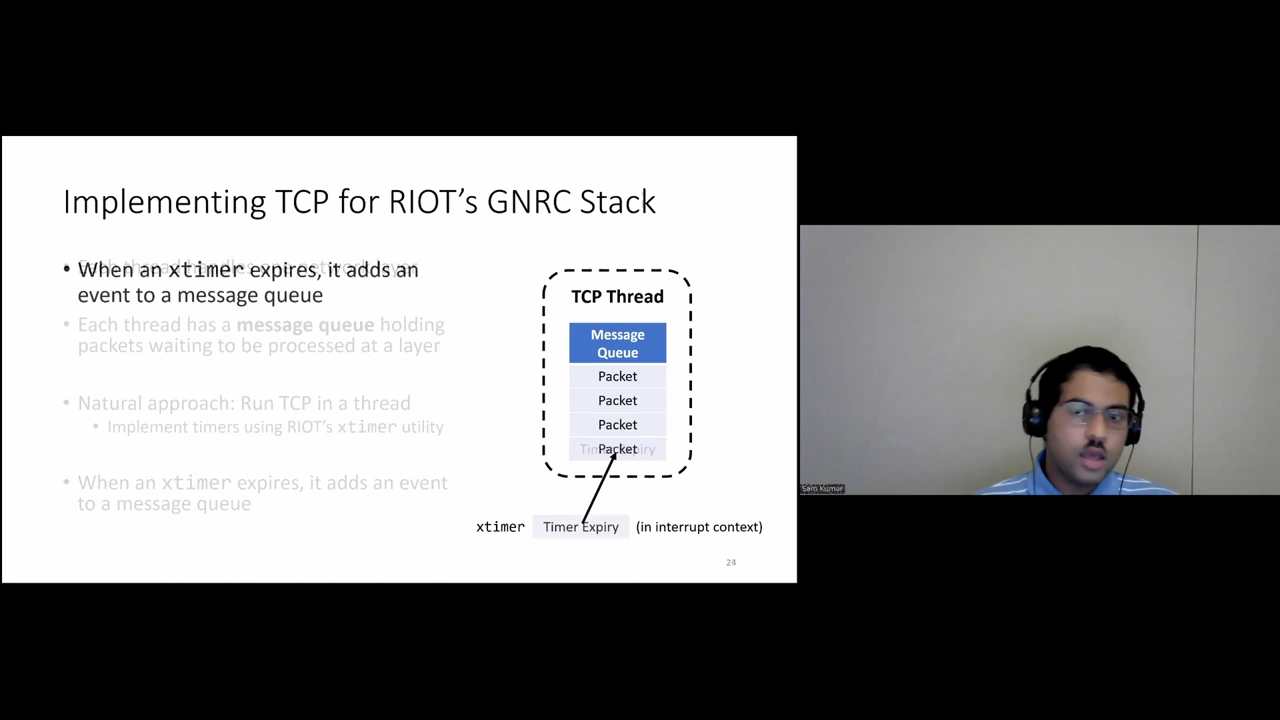 Implementing TCP for RIOT's GNRC Stack
• When an xtimer expires, it adds an
event to a message queue
• Each thread has a message queue holding
packets waiting to be processed at a layer
• Natural approach: Run TCP in a thread
• Implement timers using RIOT's xtimer utility
• When an xtimer expires, it adds an event
to a message queue
TCP Thread
Message
Queue
Packet
Packet
Packet
Packet
xtimer Timer Expiry (in interrupt context)
24
Sam Kumar